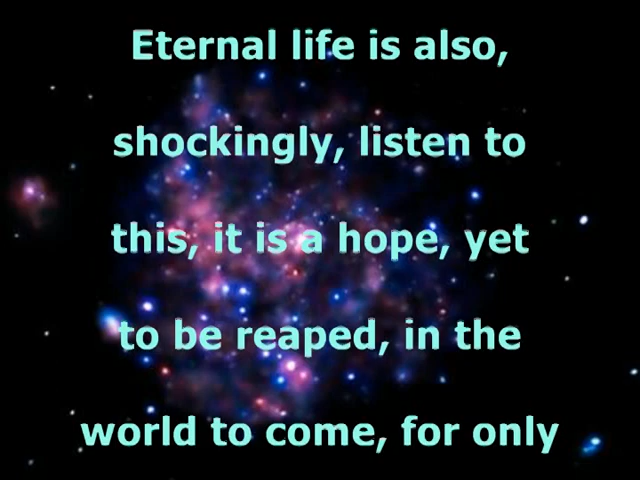 Eternal life is also,
shockingly, listen to
this, it is a hope, yet
to be reaped, in the
world to come, for only